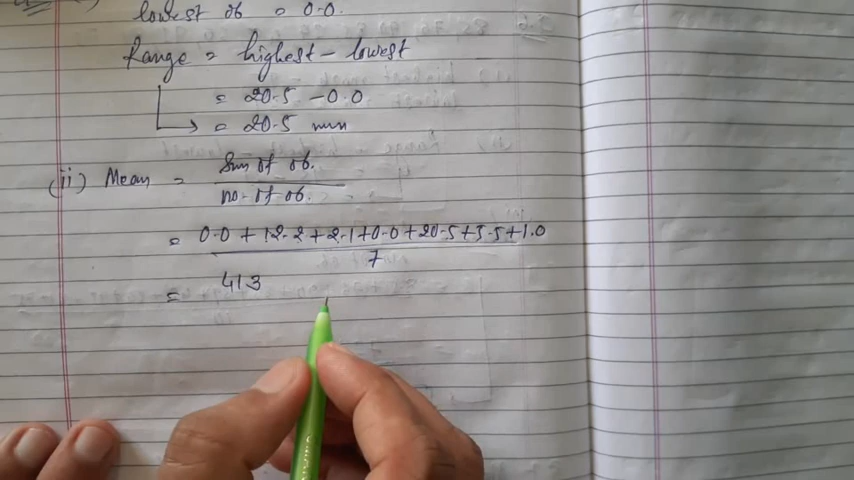 lowest ob = 0.0.
Range = highest - lowest
= 20.5 - 0.0
= 20.5 mm
(ii) Mean = Sum of ob.
no. of ob.
= 0.0 + 12.2 + 2.1 + 0.0 + 20.5 + 5.5 + 1.0
7
= 41.3